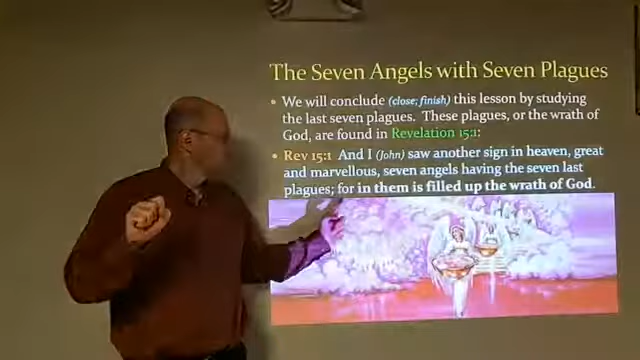 The Seven Angels with Seven Plagues
• We will conclude (close; finish) this lesson by studying
the last seven plagues. These plagues, or the wrath of
God, are found in Revelation 15:1:
• Rev 15:1 And I (John) saw another sign in heaven, great
and marvellous, seven angels having the seven last
plagues; for in them is filled up the wrath of God.